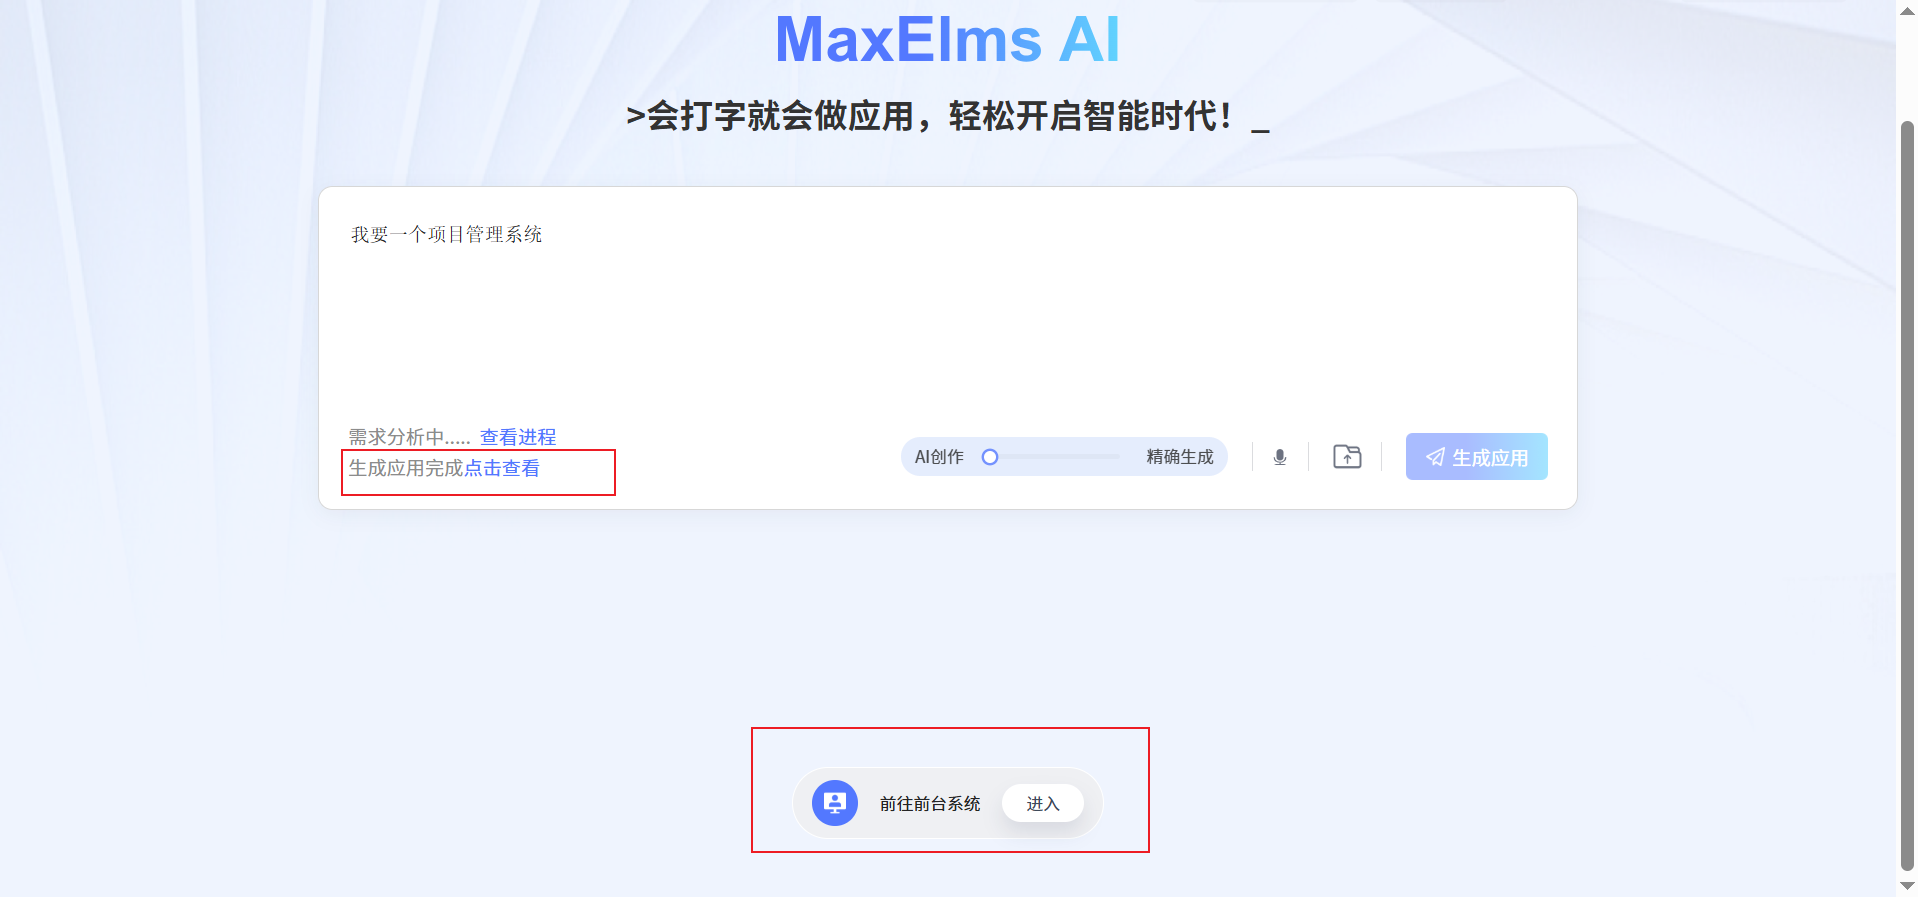 MaxElms AI
>会打字就会做应用，轻松开启智能时代！_
我要一个项目管理系统
需求分析中..... 查看进程
生成应用完成点击查看
AI创作 精确生成
生成应用
前往前台系统 进入